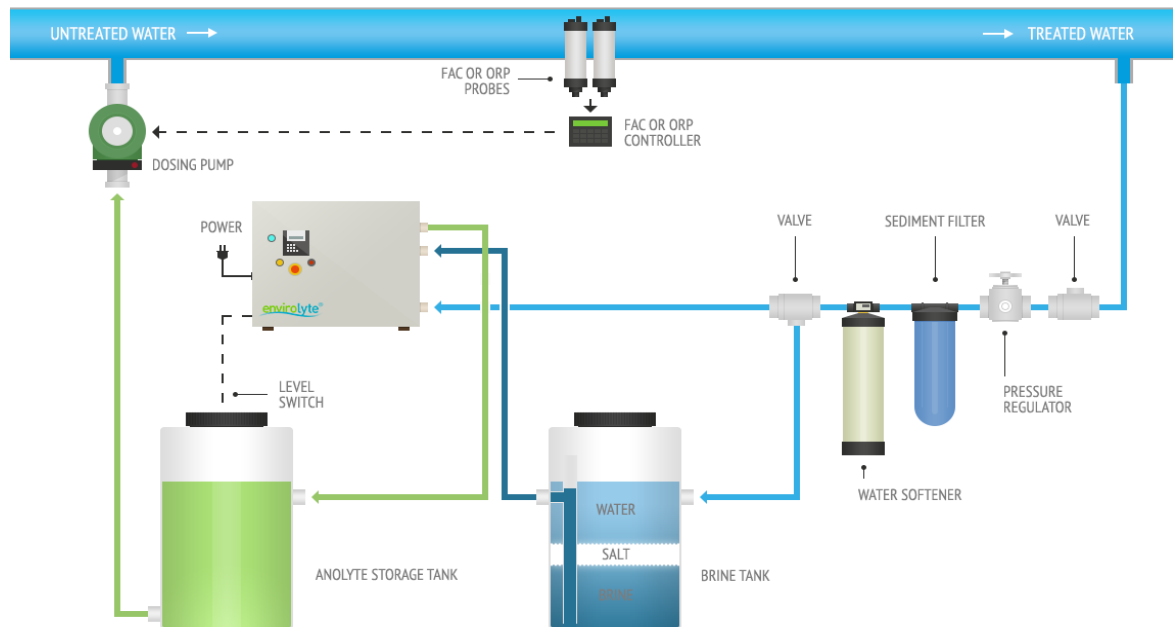 UNTREATED WATER
TREATED WATER
FAC OR ORP
PROBES
FAC OR ORP
CONTROLLER
DOSING PUMP
POWER
VALVE
SEDIMENT FILTER
VALVE
envirolyte®
LEVEL
SWITCH
PRESSURE
REGULATOR
WATER SOFTENER
WATER
SALT
BRINE
ANOLYTE STORAGE TANK
BRINE TANK